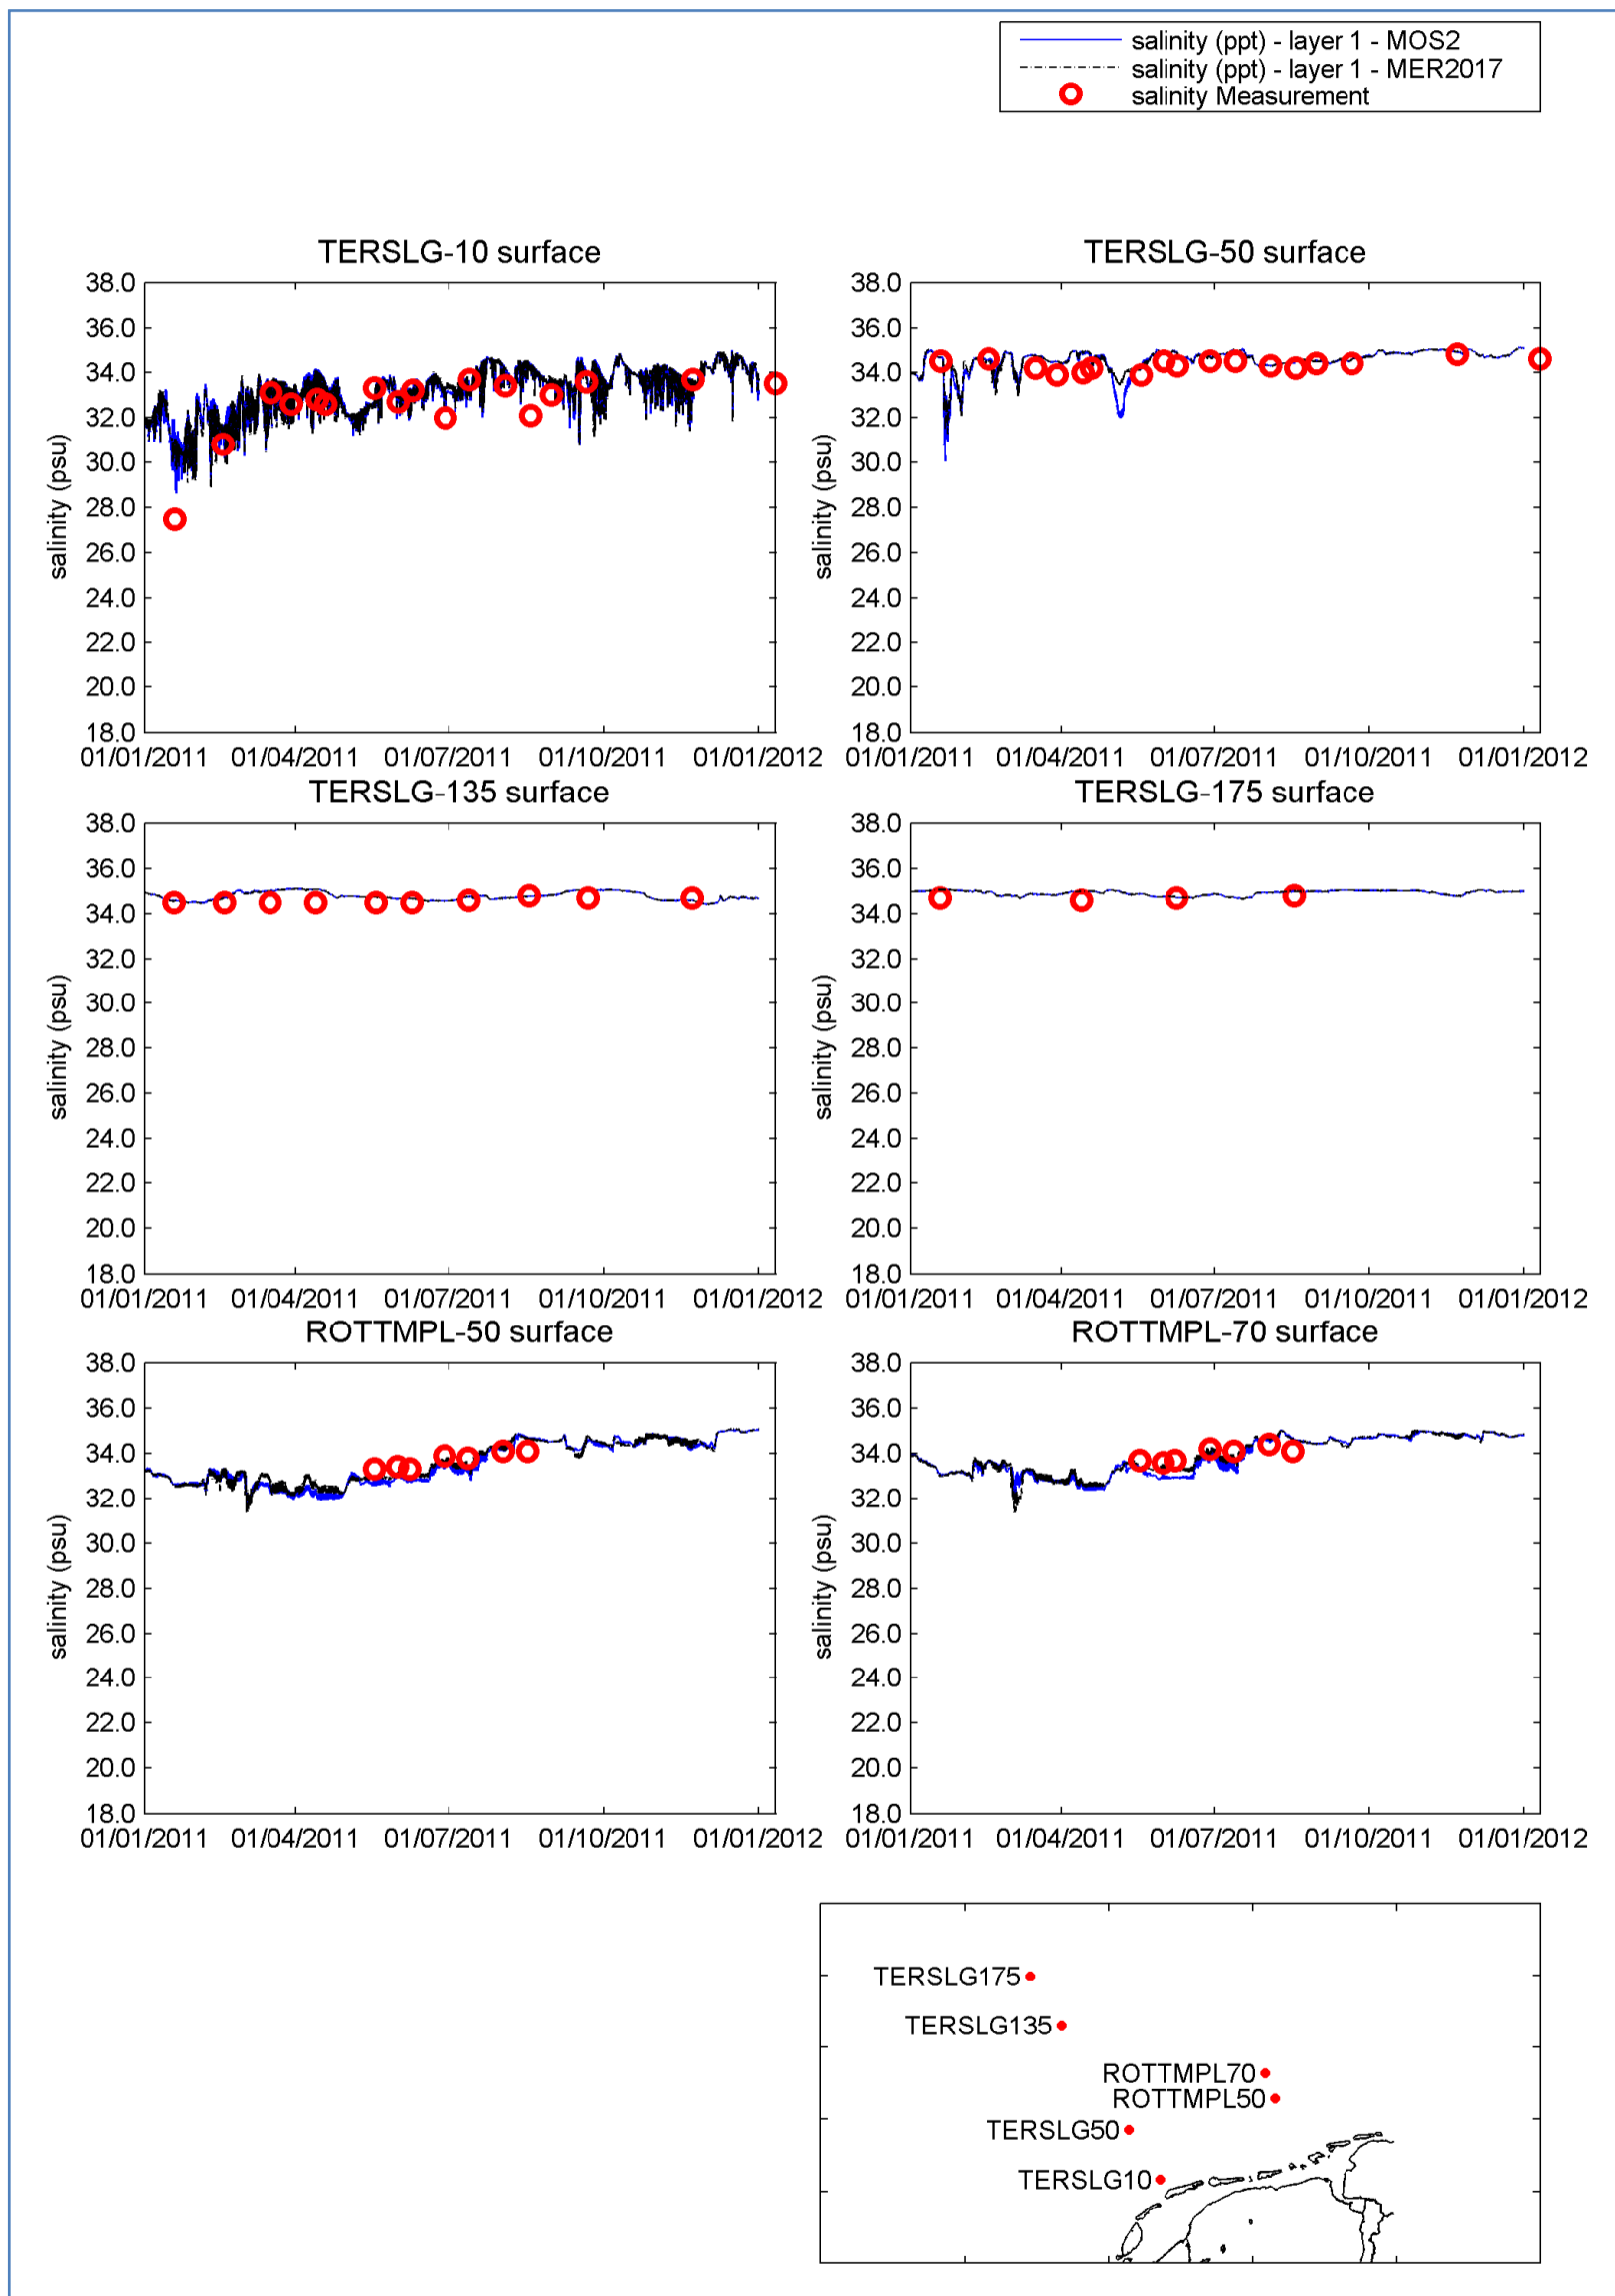 salinity (ppt) - layer 1 - MOS2
salinity (ppt) - layer 1 - MER2017
salinity Measurement
TERSLG-10 surface
38.0
36.0
34.0
32.0
30.0
28.0
26.0
24.0
22.0
20.0
18.0
salinity (psu)
01/01/2011 01/04/2011 01/07/2011 01/10/2011 01/01/2012
TERSLG-50 surface
38.0
36.0
34.0
32.0
30.0
28.0
26.0
24.0
22.0
20.0
18.0
salinity (psu)
01/01/2011 01/04/2011 01/07/2011 01/10/2011 01/01/2012
TERSLG-135 surface
38.0
36.0
34.0
32.0
30.0
28.0
26.0
24.0
22.0
20.0
18.0
salinity (psu)
01/01/2011 01/04/2011 01/07/2011 01/10/2011 01/01/2012
TERSLG-175 surface
38.0
36.0
34.0
32.0
30.0
28.0
26.0
24.0
22.0
20.0
18.0
salinity (psu)
01/01/2011 01/04/2011 01/07/2011 01/10/2011 01/01/2012
ROTTMPL-50 surface
38.0
36.0
34.0
32.0
30.0
28.0
26.0
24.0
22.0
20.0
18.0
salinity (psu)
01/01/2011 01/04/2011 01/07/2011 01/10/2011 01/01/2012
ROTTMPL-70 surface
38.0
36.0
34.0
32.0
30.0
28.0
26.0
24.0
22.0
20.0
18.0
salinity (psu)
01/01/2011 01/04/2011 01/07/2011 01/10/2011 01/01/2012
TERSLG175
TERSLG135
ROTTMPL70
ROTTMPL50
TERSLG50
TERSLG10